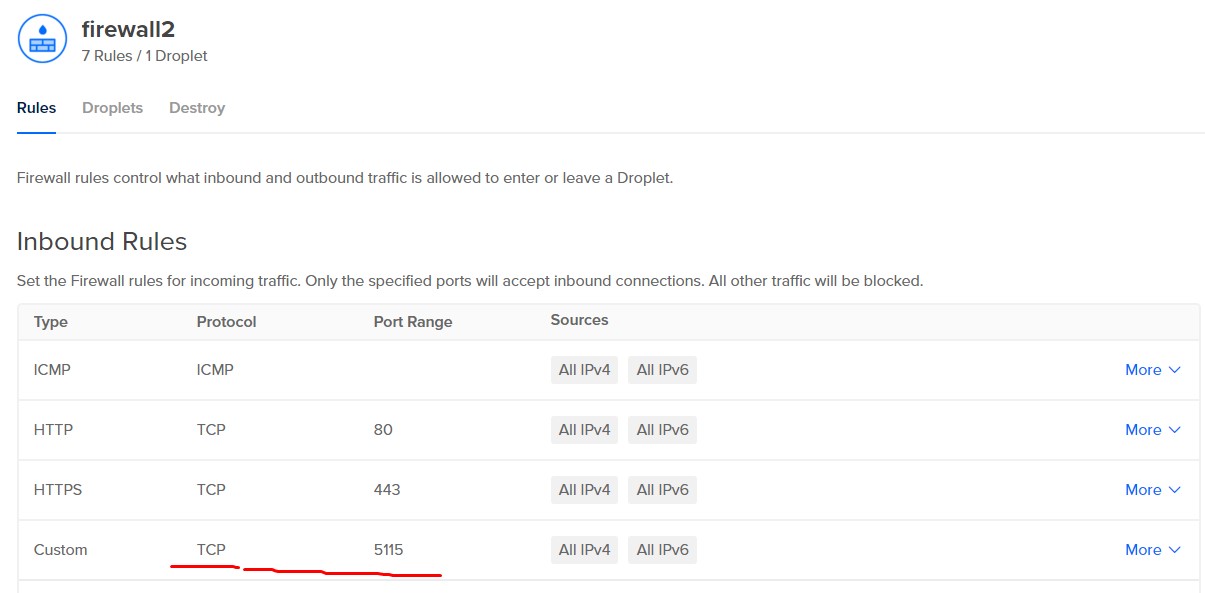 firewall2
7 Rules / 1 Droplet
Rules Droplets Destroy
Firewall rules control what inbound and outbound traffic is allowed to enter or leave a Droplet.
Inbound Rules
Set the Firewall rules for incoming traffic. Only the specified ports will accept inbound connections. All other traffic will be blocked.
Type Protocol Port Range Sources
ICMP ICMP All IPv4 All IPv6 More
HTTP TCP 80 All IPv4 All IPv6 More
HTTPS TCP 443 All IPv4 All IPv6 More
Custom TCP 5115 All IPv4 All IPv6 More